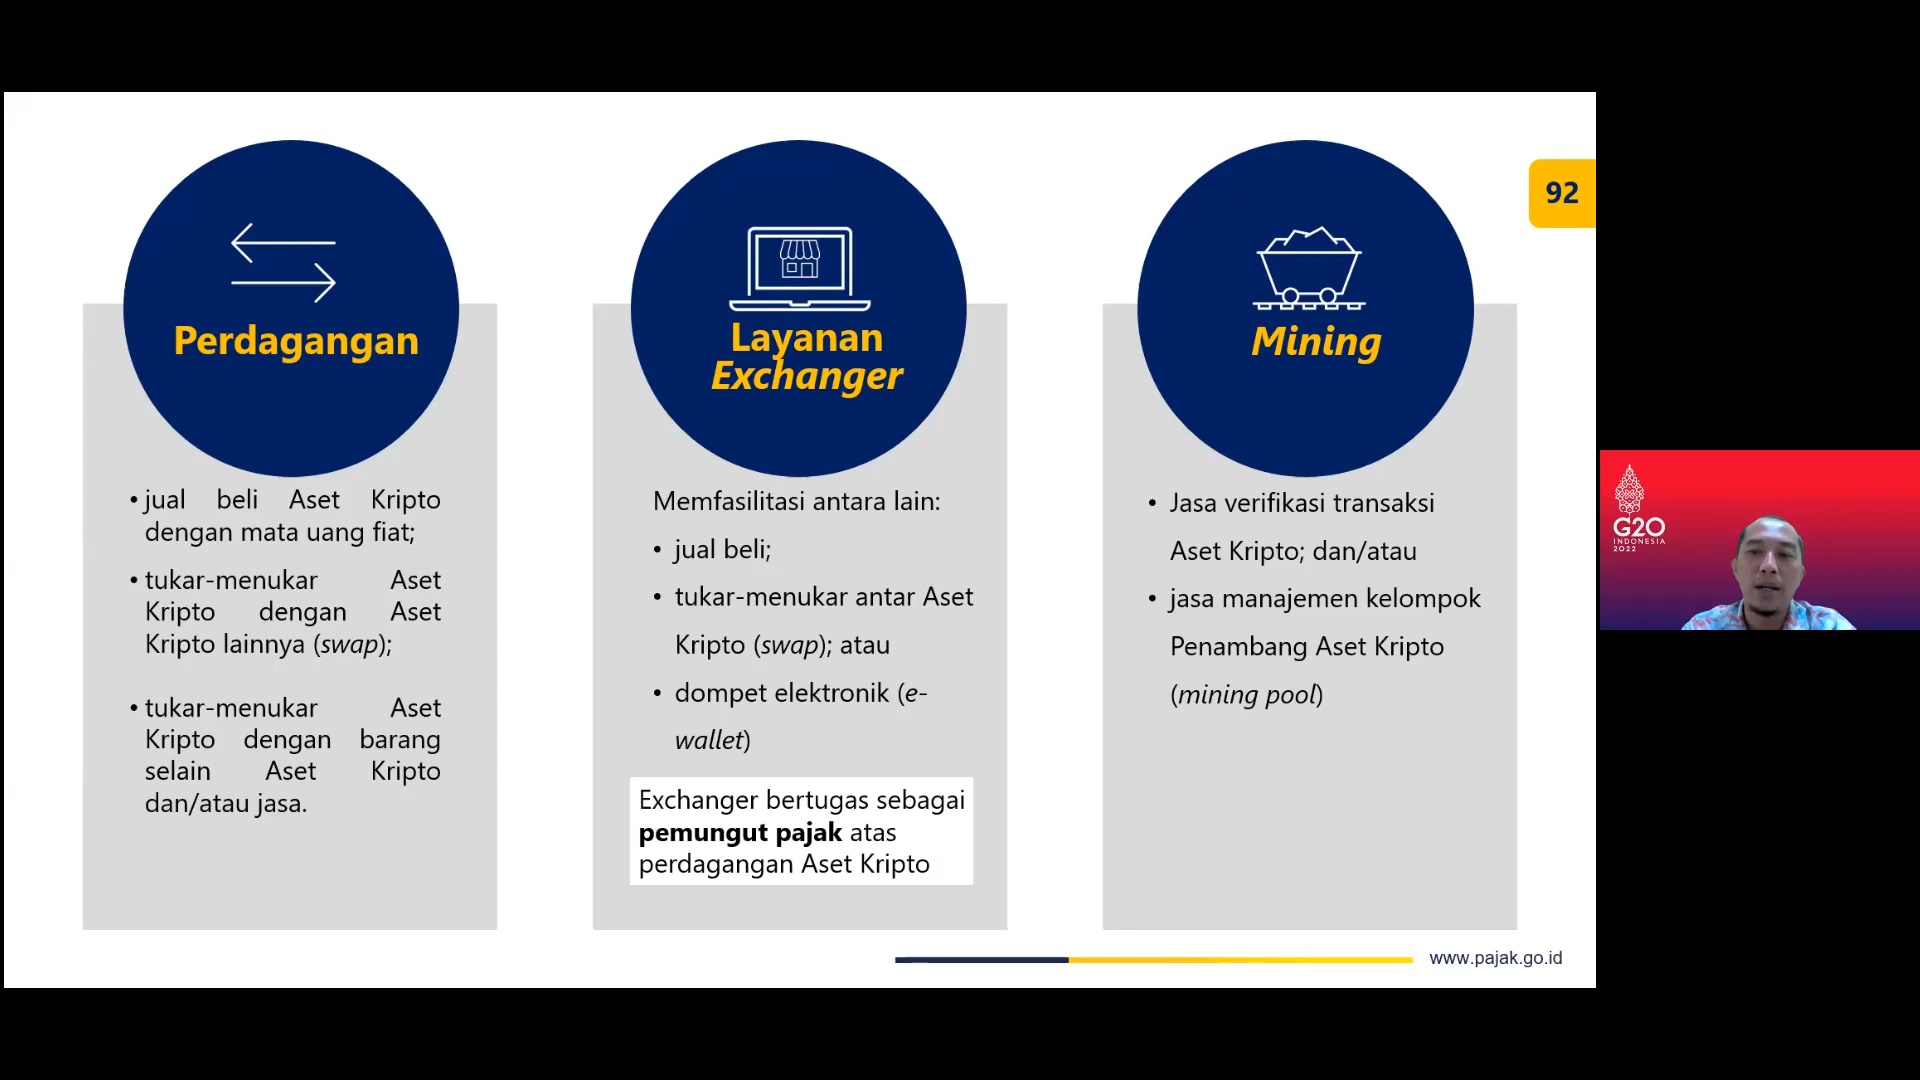 92
Perdagangan
• jual beli Aset Kripto
dengan mata uang fiat;
• tukar-menukar Aset
Kripto dengan Aset
Kripto lainnya (swap);
• tukar-menukar Aset
Kripto dengan barang
selain Aset Kripto
dan/atau jasa.
Layanan
Exchanger
Memfasilitasi antara lain:
• jual beli;
• tukar-menukar antar Aset
Kripto (swap); atau
• dompet elektronik (e-
wallet)
Exchanger bertugas sebagai
pemungut pajak atas
perdagangan Aset Kripto
Mining
• Jasa verifikasi transaksi
Aset Kripto; dan/atau
• jasa manajemen kelompok
Penambang Aset Kripto
(mining pool)
www.pajak.go.id
G20
INDONESIA
2022